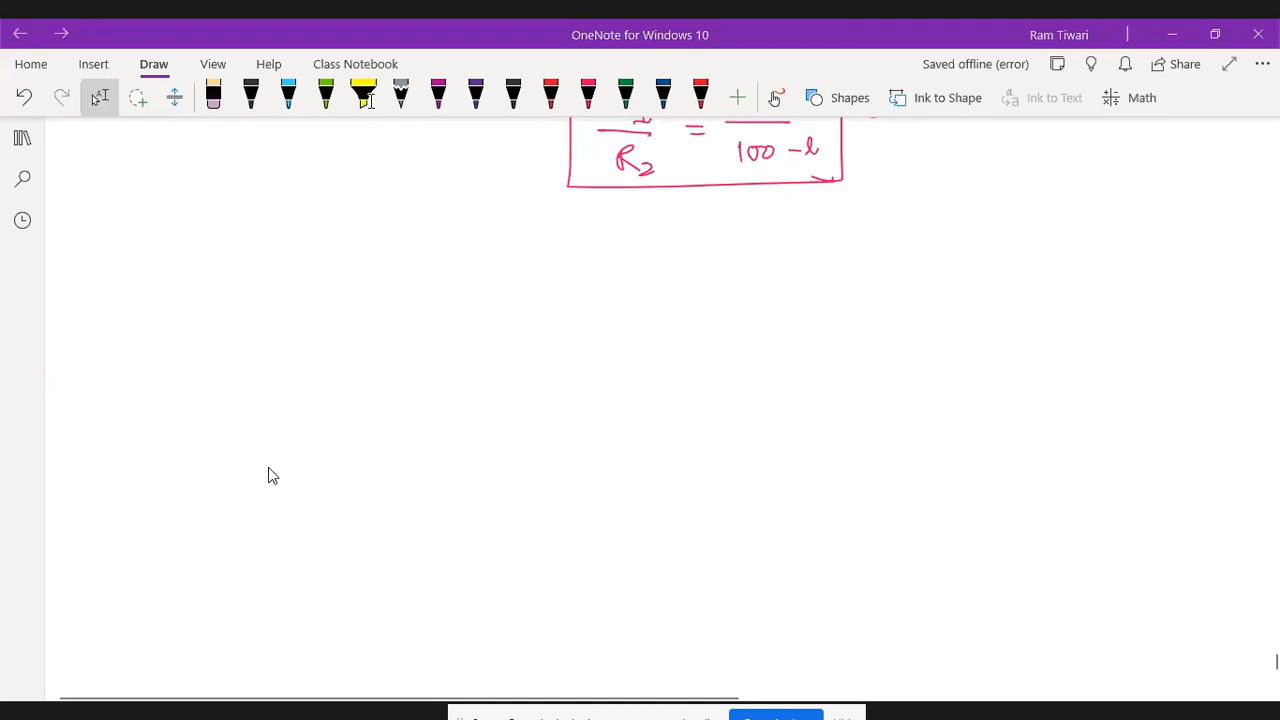 OneNote for Windows 10
Ram Tiwari
Home Insert Draw View Help Class Notebook
Saved offline (error) Share
Shapes Ink to Shape Ink to Text Math
=
R2 100 - l